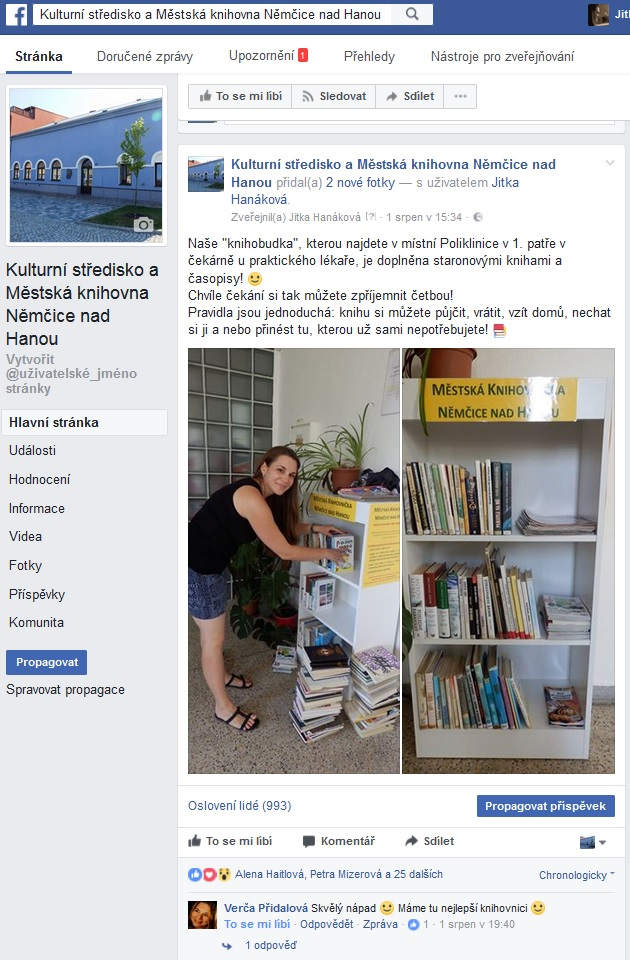 Kulturní středisko a Městská knihovna Němčice nad Hanou
Jitk
Stránka
Doručené zprávy
Upozornění 1
Přehledy
Nástroje pro zveřejňování
To se mi líbí
Sledovat
Sdílet
Kulturní středisko a Městská knihovna Němčice nad
Hanou přidal(a) 2 nové fotky — s uživatelem Jitka
Hanáková.
Zveřejnil(a) Jitka Hanáková [?] · 1 srpen v 15:34 ·
Naše "knihobudka", kterou najdete v místní Poliklinice v 1. patře v
čekárně u praktického lékaře, je doplněna staronovými knihami a
časopisy! 🙂
Chvíle čekání si tak můžete zpříjemnit četbou!
Pravidla jsou jednoduchá: knihu si můžete půjčit, vrátit, vzít domů, nechat
si ji a nebo přinést tu, kterou už sami nepotřebujete! 📚
Kulturní středisko a
Městská knihovna
Němčice nad
Hanou
Vytvořit
@uživatelské_jméno
stránky
Hlavní stránka
Události
Hodnocení
Informace
Videa
Fotky
Příspěvky
Komunita
Propagovat
Spravovat propagace
Městská Knihovnička
Němčice nad Hanou
Městská Knihovna
Němčice nad Hanou
Oslovení lidé (993)
Propagovat příspěvek
To se mi líbí
Komentář
Sdílet
Alena Haitlová, Petra Mizerová a 25 dalších
Chronologicky
Verča Přidalová Skvělý nápad 🙂 Máme tu nejlepší knihovnici 🙂
To se mi líbí · Odpovědět · Zpráva · 1 · 1 srpen v 19:40
1 odpověď